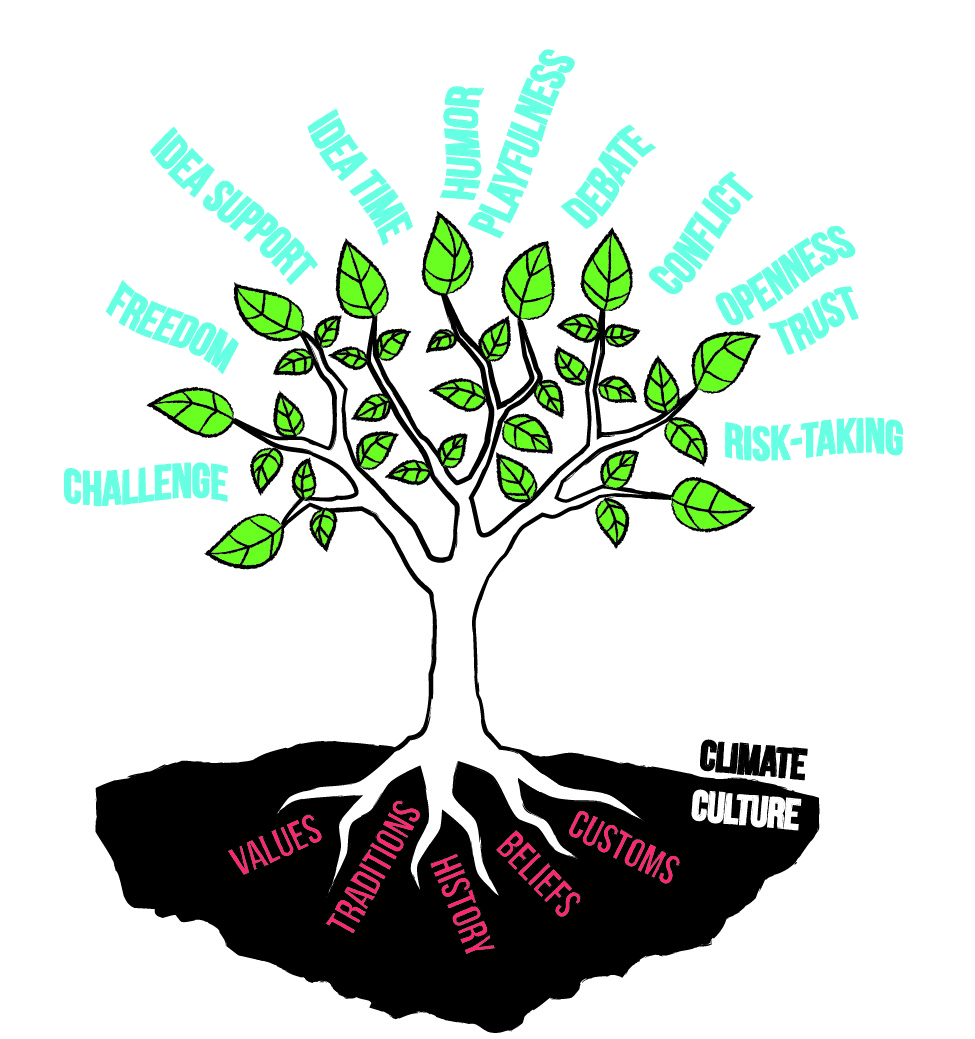 CHALLENGE
FREEDOM
IDEA SUPPORT
IDEA TIME
HUMOR
PLAYFULNESS
DEBATE
CONFLICT
OPENNESS
TRUST
RISK-TAKING
CLIMATE
CULTURE
VALUES
TRADITIONS
HISTORY
BELIEFS
CUSTOMS